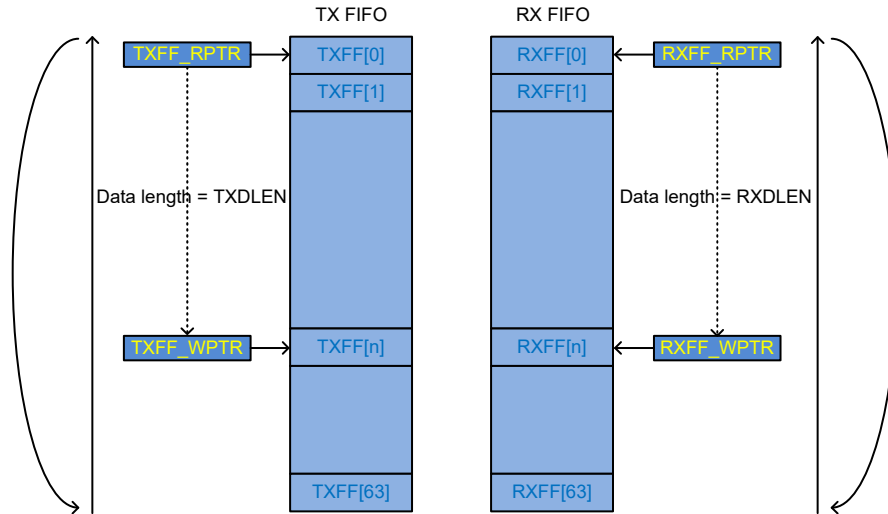 TX FIFO
RX FIFO
TXFF_RPTR
TXFF[0]
RXFF[0]
RXFF_RPTR
TXFF[1]
RXFF[1]
Data length = TXDLEN
Data length = RXDLEN
TXFF_WPTR
TXFF[n]
RXFF[n]
RXFF_WPTR
TXFF[63]
RXFF[63]